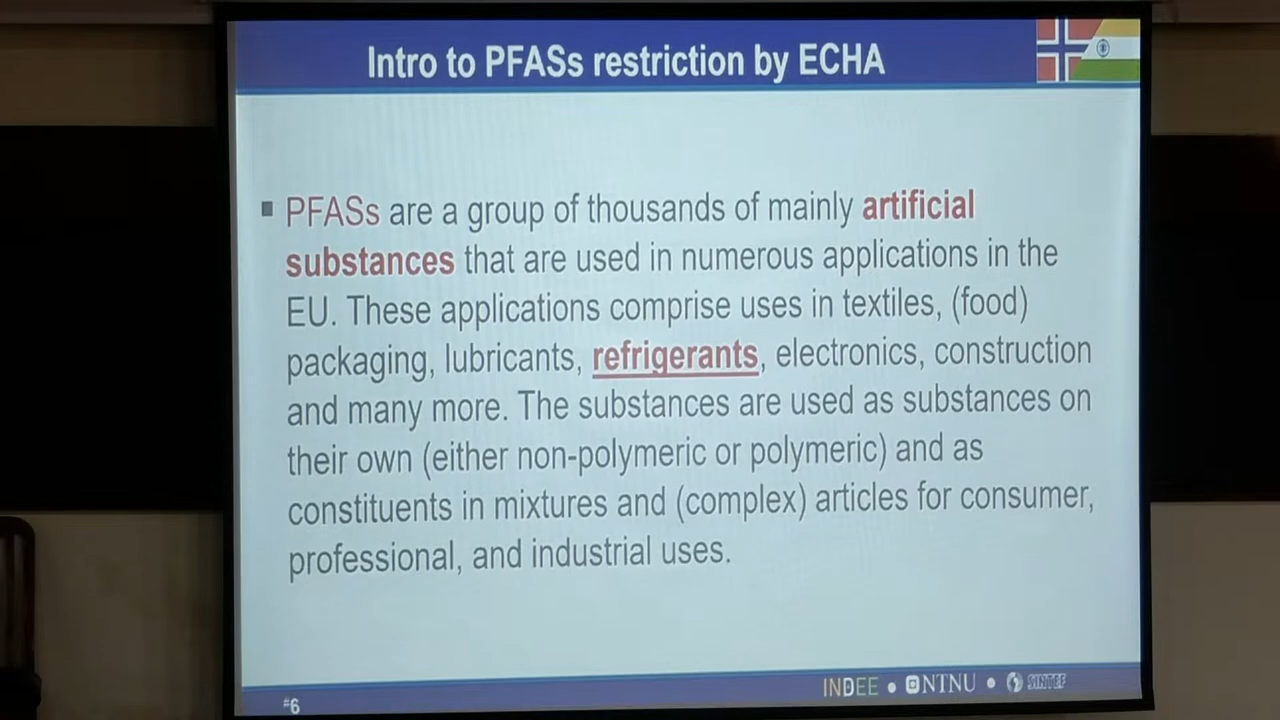 Intro to PFASs restriction by ECHA
▪ PFASs are a group of thousands of mainly artificial
substances that are used in numerous applications in the
EU. These applications comprise uses in textiles, (food)
packaging, lubricants, refrigerants, electronics, construction
and many more. The substances are used as substances on
their own (either non-polymeric or polymeric) and as
constituents in mixtures and (complex) articles for consumer,
professional, and industrial uses.
#6
INDEE • NTNU • SINTEF